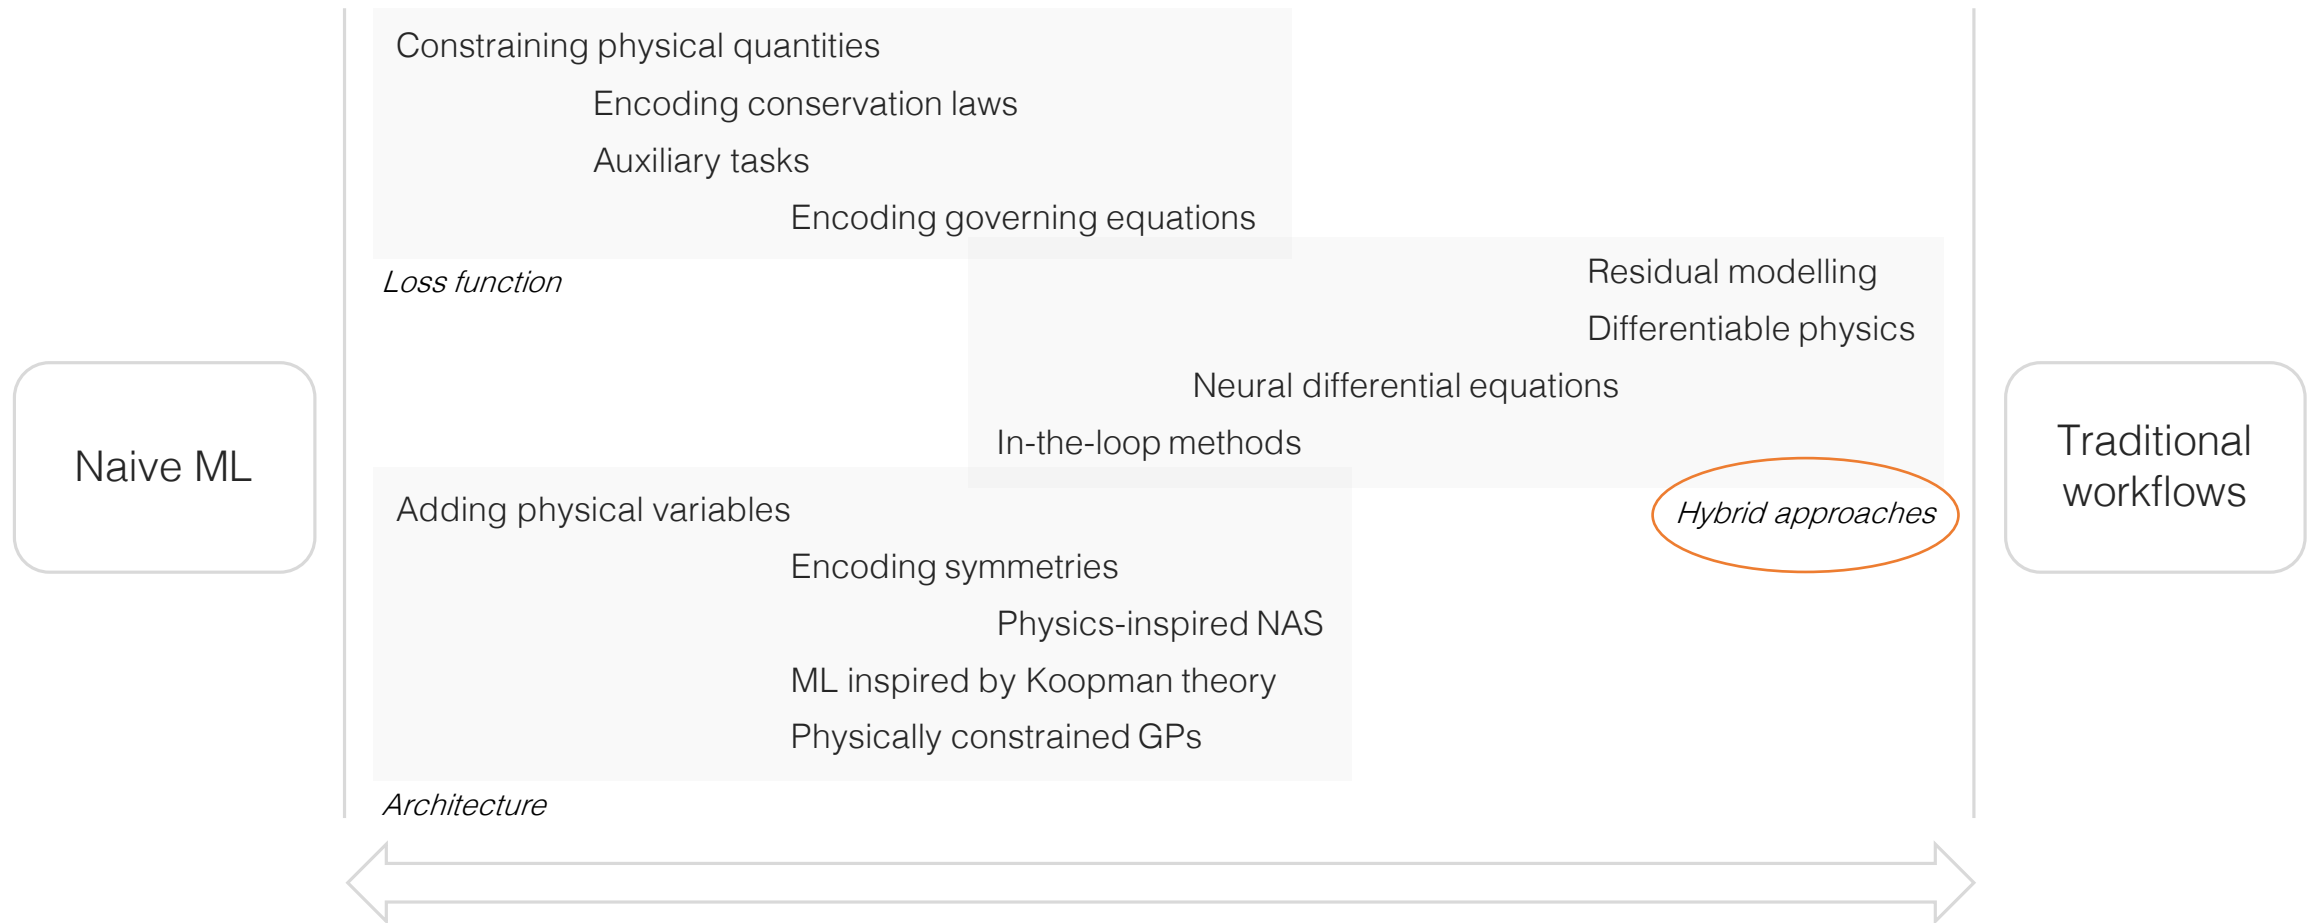 Constraining physical quantities
Encoding conservation laws
Auxiliary tasks
Encoding governing equations
Loss function
Residual modelling
Differentiable physics
Neural differential equations
In-the-loop methods
Hybrid approaches
Naive ML
Traditional
workflows
Adding physical variables
Encoding symmetries
Physics-inspired NAS
ML inspired by Koopman theory
Physically constrained GPs
Architecture